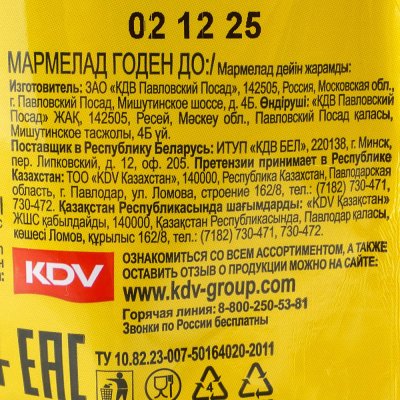 02 12 25
МАРМЕЛАД ГОДЕН ДО:/ Мармелад дейін жарамды:
Изготовитель: ЗАО «КДВ Павловский Посад», 142505, Россия, Московская обл.,
г. Павловский Посад, Мишутинское шоссе, д. 4Б. Өндіруші: «КДВ Павловский
Посад» ЖАҚ, 142505, Ресей, Мәскеу обл., Павловский Посад қаласы,
Мишутинское тасжолы, 4Б үй.
Поставщик в Республику Беларусь: ИТУП «КДВ БЕЛ», 220138, г. Минск,
пер. Липковский, д. 12, оф. 205. Претензии принимает в Республике
Казахстан: ТОО «KDV Казахстан», 140000, Республика Казахстан, Павлодарская
область, г. Павлодар, ул. Ломова, строение 162/8, тел.: (7182) 730-471,
730-472. Қазақстан Республикасында шағымдарды: «KDV Қазақстан»
ЖШС қабылдайды, 140000, Қазақстан Республикасында, Павлодар қаласы,
көшесі Ломов, құрылыс 162/8, тел.: (7182) 730-471, 730-472.
KDV
ОЗНАКОМИТЬСЯ СО ВСЕМ АССОРТИМЕНТОМ, А ТАКЖЕ
ОСТАВИТЬ ОТЗЫВ О ПРОДУКЦИИ МОЖНО НА САЙТЕ:
www.kdv-group.com
Горячая линия: 8-800-250-53-81
Звонки по России бесплатны
EAC
ТУ 10.82.23-007-50164020-2011
4